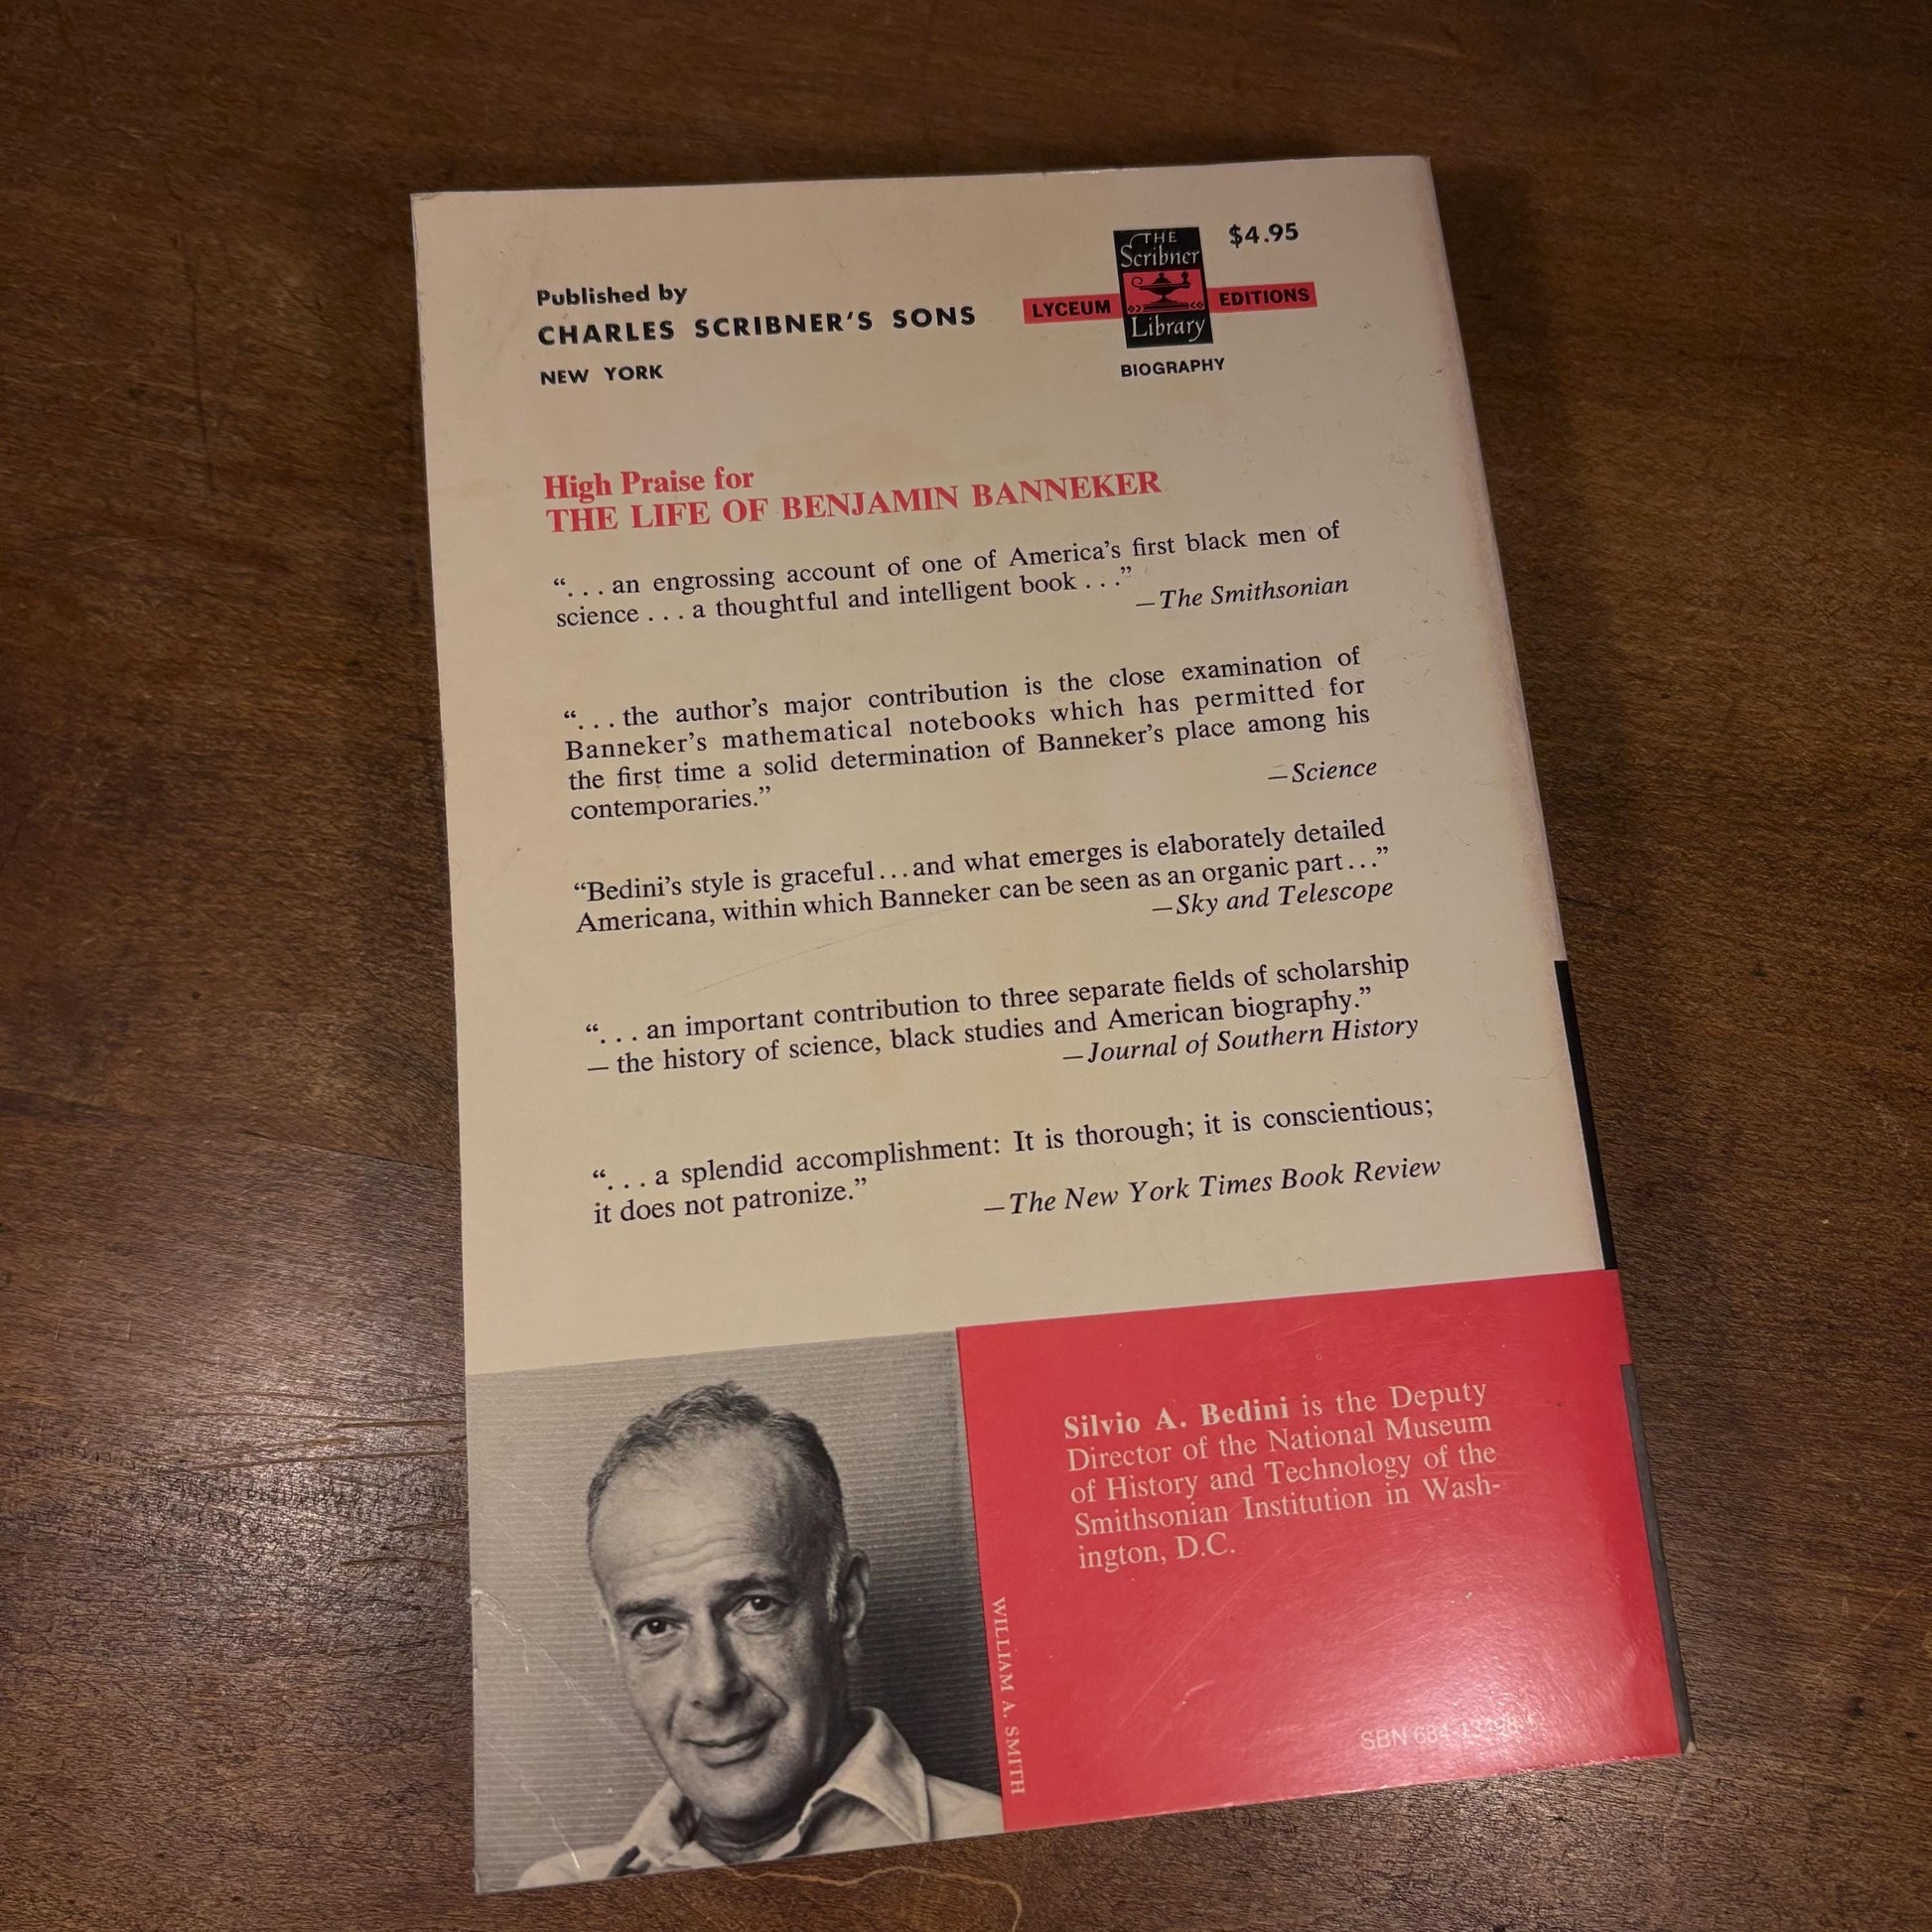 Published by
CHARLES SCRIBNER'S SONS
NEW YORK
$4.95
THE
Scribner
LYCEUM EDITIONS
Library
BIOGRAPHY
High Praise for
THE LIFE OF BENJAMIN BANNEKER
“. . . an engrossing account of one of America's first black men of
science . . . a thoughtful and intelligent book . . .”
—The Smithsonian
“. . . the author's major contribution is the close examination of
Banneker's mathematical notebooks which has permitted for
the first time a solid determination of Banneker's place among his
contemporaries.”
—Science
“Bedini's style is graceful...and what emerges is elaborately detailed
Americana, within which Banneker can be seen as an organic part...”
—Sky and Telescope
“. . . an important contribution to three separate fields of scholarship
— the history of science, black studies and American biography.”
—Journal of Southern History
“. . . a splendid accomplishment: It is thorough; it is conscientious;
it does not patronize.”
—The New York Times Book Review
WILLIAM A. SMITH
Silvio A. Bedini is the Deputy
Director of the National Museum
of History and Technology of the
Smithsonian Institution in Wash-
ington, D.C.
SBN 684-13498-5